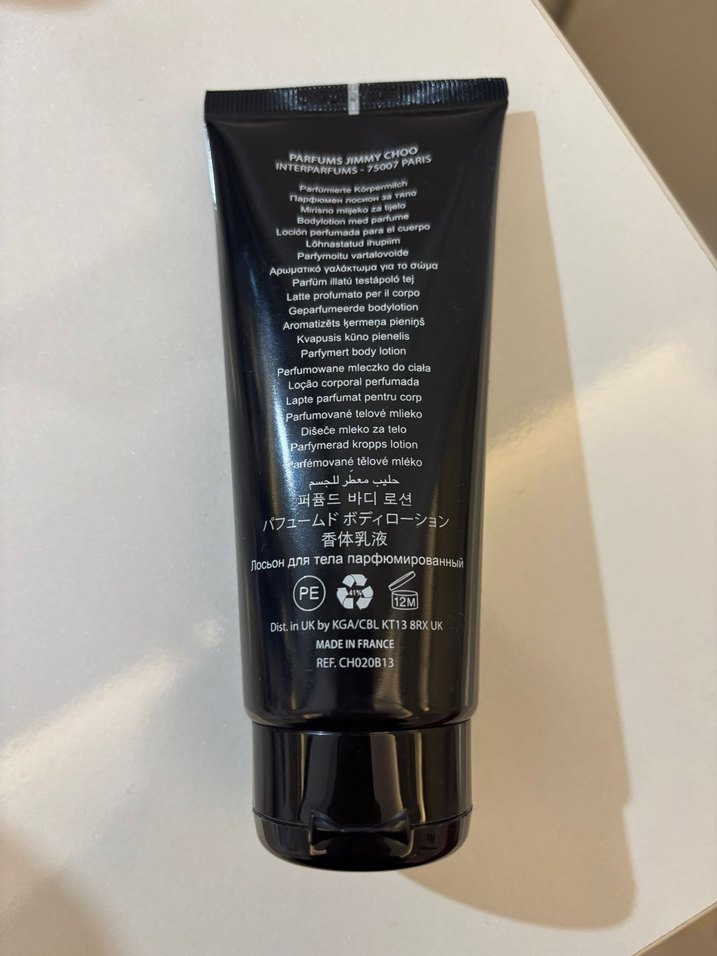 PARFUMS JIMMY CHOO
INTERPARFUMS - 75007 PARIS
Parfümierte Körpermilch
Парфюмен лосион за тяло
Mirisno mlijeko za tijelo
Bodylotion med parfume
Loción perfumada para el cuerpo
Lõhnastatud ihupiim
Parfymoitu vartalovoide
Αρωματικό γαλάκτωμα για το σώμα
Parfüm illatú testápoló tej
Latte profumato per il corpo
Geparfumeerde bodylotion
Aromatizēts ķermeņa pieniņš
Kvapusis kūno pienelis
Parfymert body lotion
Perfumowane mleczko do ciała
Loção corporal perfumada
Lapte parfumat pentru corp
Parfumované telové mlieko
Dišeče mleko za telo
Parfymerad kropps lotion
Parfémované tělové mléko
حليب معطّر للجسم
퍼퓸드 바디 로션
パフュームド ボディローション
香体乳液
Лосьон для тела парфюмированный
PE 41% 12M
Dist. in UK by KGA/CBL KT13 8RX UK
MADE IN FRANCE
REF. CH020B13